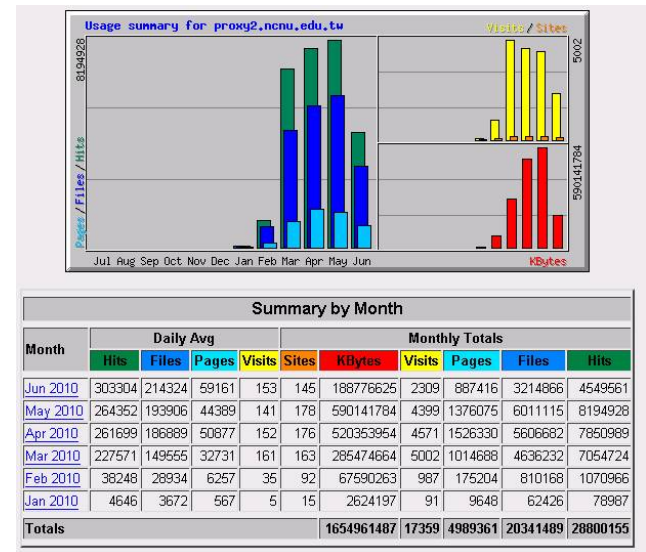 Usage summary for proxy2.ncnu.edu.tw
Visits / Sites
8194928
5002
Pages / Files / Hits
590141784
Jul Aug Sep Oct Nov Dec Jan Feb Mar Apr May Jun
KBytes
Summary by Month
Month Daily Avg Monthly Totals
Hits Files Pages Visits Sites KBytes Visits Pages Files Hits
Jun 2010 303304 214324 59161 153 145 188776625 2309 887416 3214866 4549561
May 2010 264352 193906 44389 141 178 590141784 4399 1376075 6011115 8194928
Apr 2010 261699 186889 50877 152 176 520353954 4571 1526330 5606682 7850989
Mar 2010 227571 149555 32731 161 163 285474664 5002 1014688 4636232 7054724
Feb 2010 38248 28934 6257 35 92 67590263 987 175204 810168 1070966
Jan 2010 4646 3672 567 5 15 2624197 91 9648 62426 78987
Totals 1654961487 17359 4989361 20341489 28800155